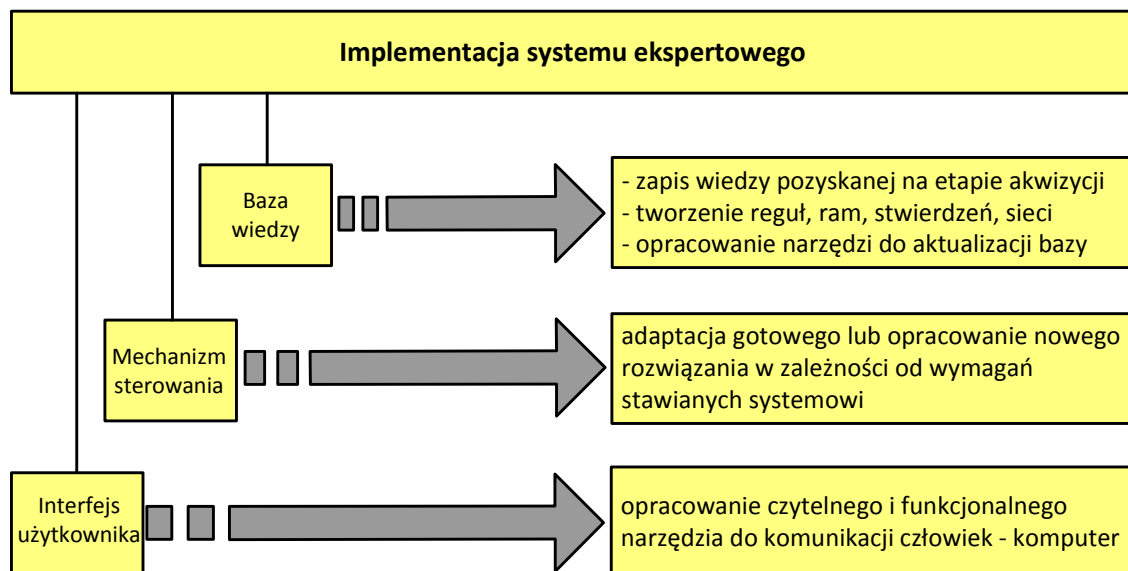 Implementacja systemu ekspertowego
Baza
wiedzy
- zapis wiedzy pozyskanej na etapie akwizycji
- tworzenie reguł, ram, stwierdzeń, sieci
- opracowanie narzędzi do aktualizacji bazy
Mechanizm
sterowania
adaptacja gotowego lub opracowanie nowego
rozwiązania w zależności od wymagań
stawianych systemowi
Interfejs
użytkownika
opracowanie czytelnego i funkcjonalnego
narzędzia do komunikacji człowiek - komputer